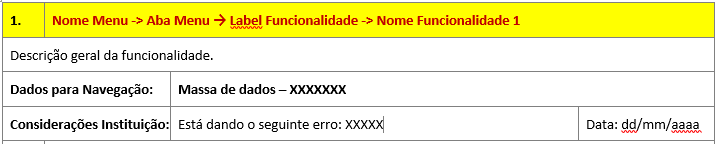 1. Nome Menu -> Aba Menu → Label Funcionalidade -> Nome Funcionalidade 1
Descrição geral da funcionalidade.
Dados para Navegação: Massa de dados – XXXXXXX
Considerações Instituição: Está dando o seguinte erro: XXXXX Data: dd/mm/aaaa